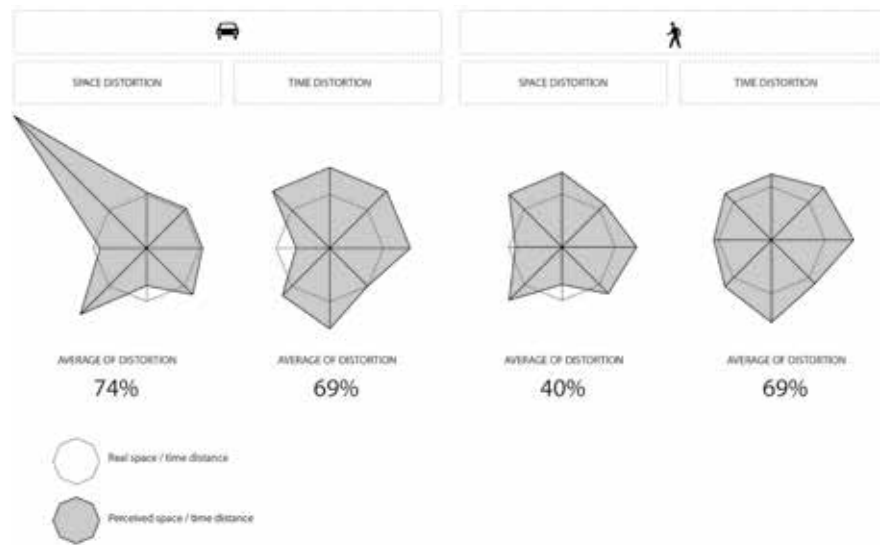 SPACE DISTORTION
TIME DISTORTION
SPACE DISTORTION
TIME DISTORTION
AVERAGE OF DISTORTION
74%
AVERAGE OF DISTORTION
69%
AVERAGE OF DISTORTION
40%
AVERAGE OF DISTORTION
69%
Real space / time distance
Perceived space / time distance